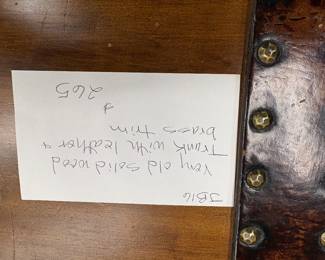 JB16
Very old solid wood
Trunk with leather &
brass trim
$ 265